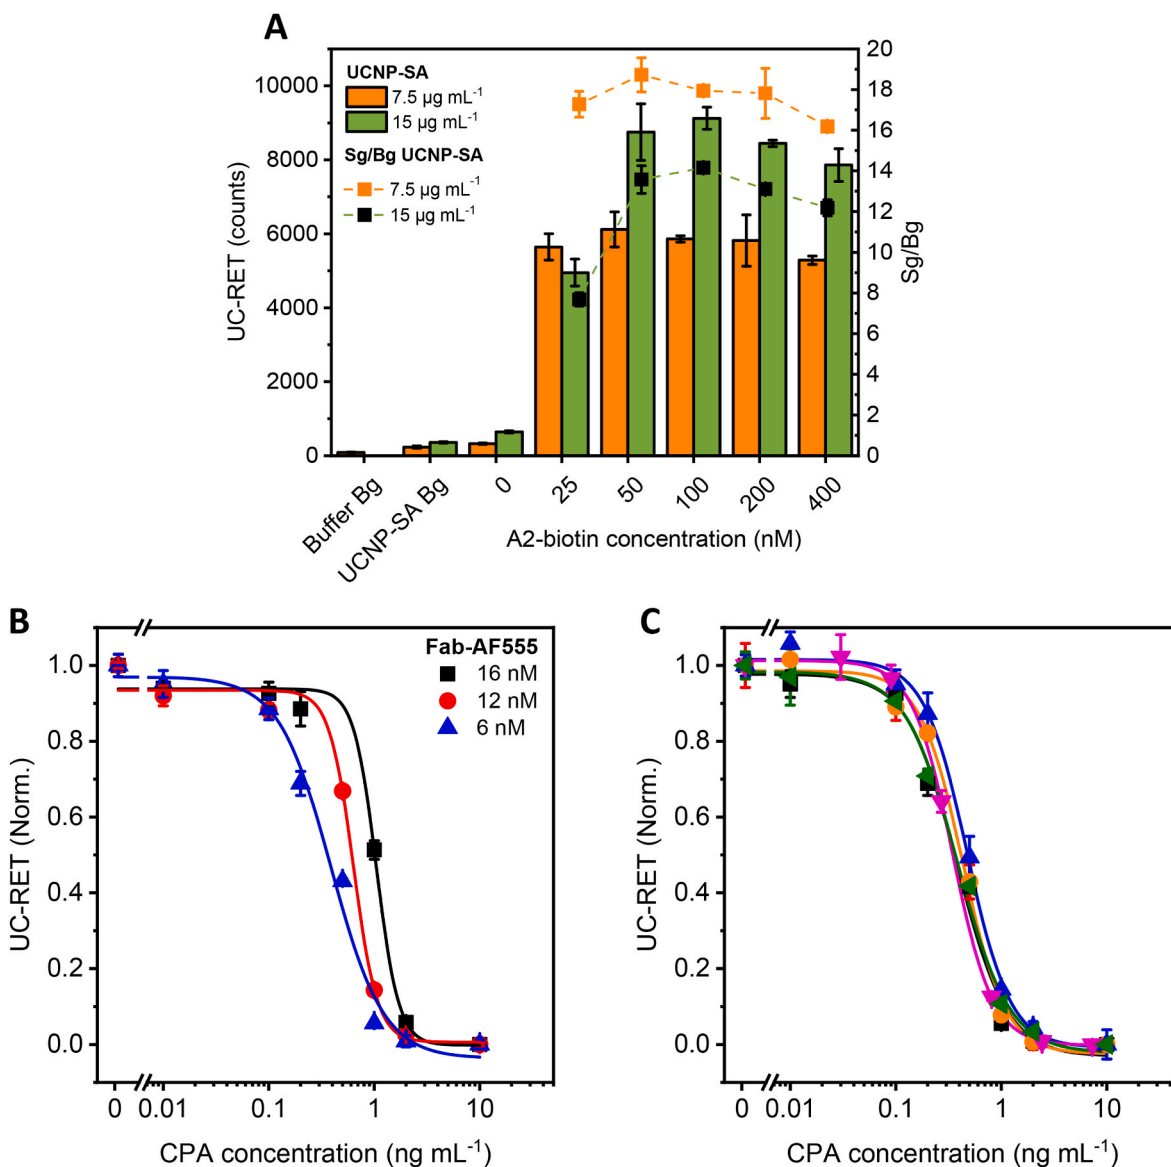 A
UCNP-SA
7.5 µg mL⁻¹
15 µg mL⁻¹
Sg/Bg UCNP-SA
7.5 µg mL⁻¹
15 µg mL⁻¹
10000
8000
6000
4000
2000
0
UC-RET (counts)
20
18
16
14
12
10
8
6
4
2
0
Sg/Bg
Buffer Bg
UCNP-SA Bg
0
25
50
100
200
400
A2-biotin concentration (nM)
B
Fab-AF555
16 nM
12 nM
6 nM
1.0
0.8
0.6
0.4
0.2
0.0
UC-RET (Norm.)
0 0.01 0.1 1 10
CPA concentration (ng mL⁻¹)
C
1.0
0.8
0.6
0.4
0.2
0.0
UC-RET (Norm.)
0 0.01 0.1 1 10
CPA concentration (ng mL⁻¹)